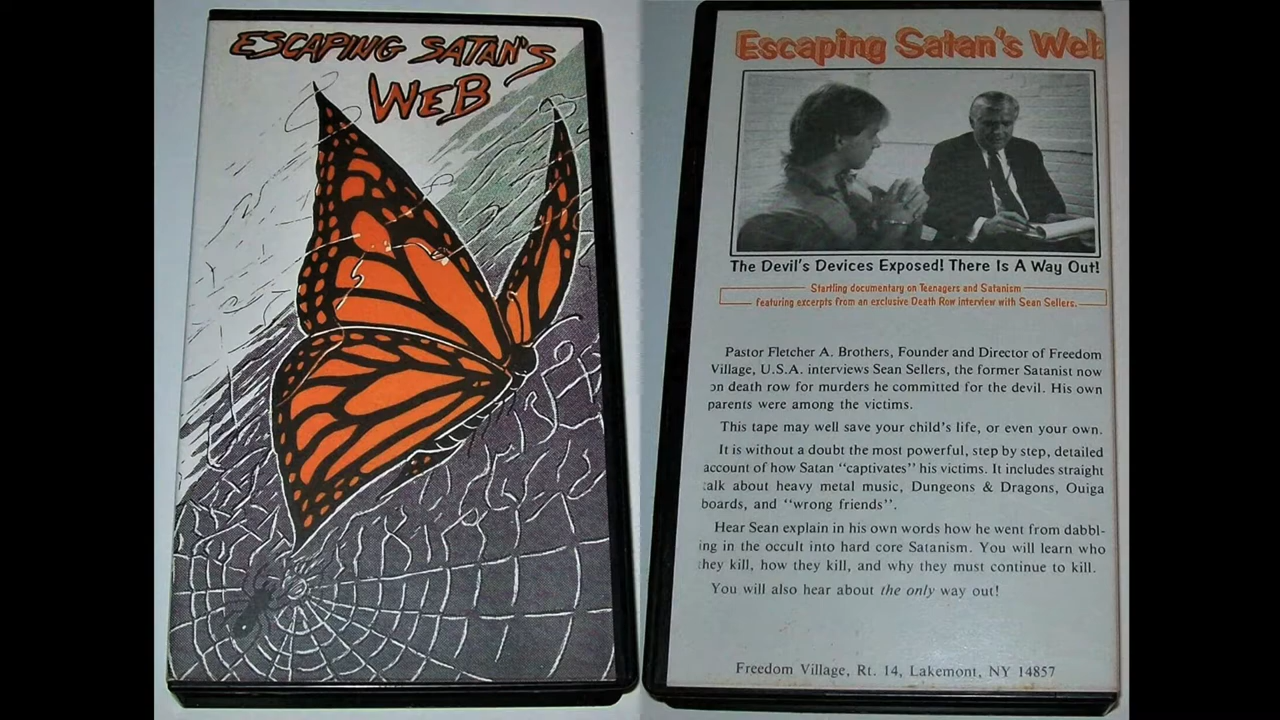 ESCAPING SATAN'S
WEB
Escaping Satan's Web
The Devil's Devices Exposed! There Is A Way Out!
Startling documentary on Teenagers and Satanism
featuring excerpts from an exclusive Death Row interview with Sean Sellers.
Pastor Fletcher A. Brothers, Founder and Director of Freedom
Village, U.S.A. interviews Sean Sellers, the former Satanist now
on death row for murders he committed for the devil. His own
parents were among the victims.
This tape may well save your child's life, or even your own.
It is without a doubt the most powerful, step by step, detailed
account of how Satan "captivates" his victims. It includes straight
talk about heavy metal music, Dungeons & Dragons, Ouiga
boards, and "wrong friends".
Hear Sean explain in his own words how he went from dabbl-
ing in the occult into hard core Satanism. You will learn who
they kill, how they kill, and why they must continue to kill.
You will also hear about the only way out!
Freedom Village, Rt. 14, Lakemont, NY 14857